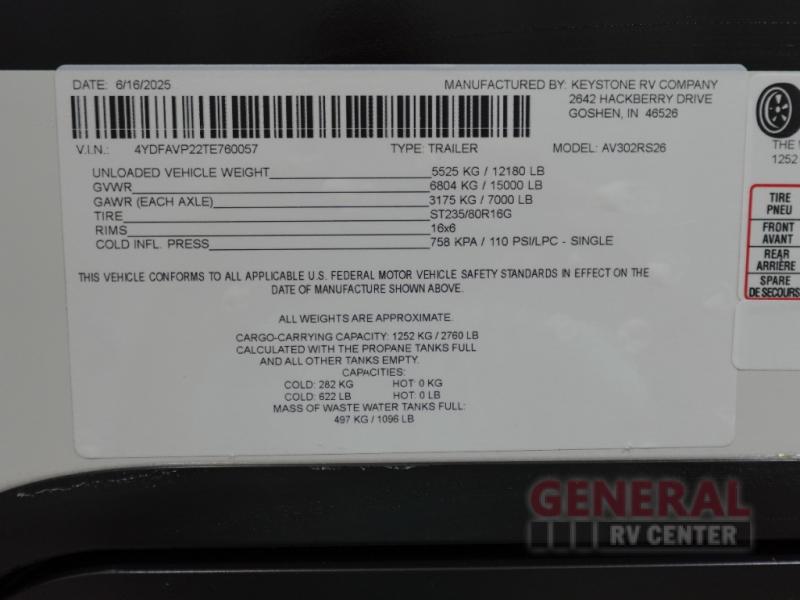 DATE: 6/16/2025 MANUFACTURED BY: KEYSTONE RV COMPANY
2642 HACKBERRY DRIVE
GOSHEN, IN 46526
V.I.N.: 4YDFAVP22TE760057 TYPE: TRAILER MODEL: AV302RS26
UNLOADED VEHICLE WEIGHT 5525 KG / 12180 LB
GVWR 6804 KG / 15000 LB
GAWR (EACH AXLE) 3175 KG / 7000 LB
TIRE ST235/80R16G
RIMS 16x6
COLD INFL. PRESS 758 KPA / 110 PSI/LPC - SINGLE
THIS VEHICLE CONFORMS TO ALL APPLICABLE U.S. FEDERAL MOTOR VEHICLE SAFETY STANDARDS IN EFFECT ON THE
DATE OF MANUFACTURE SHOWN ABOVE.
ALL WEIGHTS ARE APPROXIMATE.
CARGO-CARRYING CAPACITY: 1252 KG / 2760 LB
CALCULATED WITH THE PROPANE TANKS FULL
AND ALL OTHER TANKS EMPTY.
CAPACITIES:
COLD: 282 KG HOT: 0 KG
COLD: 622 LB HOT: 0 LB
MASS OF WASTE WATER TANKS FULL:
497 KG / 1096 LB
THE
1252
TIRE
PNEU
FRONT
AVANT
REAR
ARRIÈRE
SPARE
DE SECOURS
GENERAL
RV CENTER